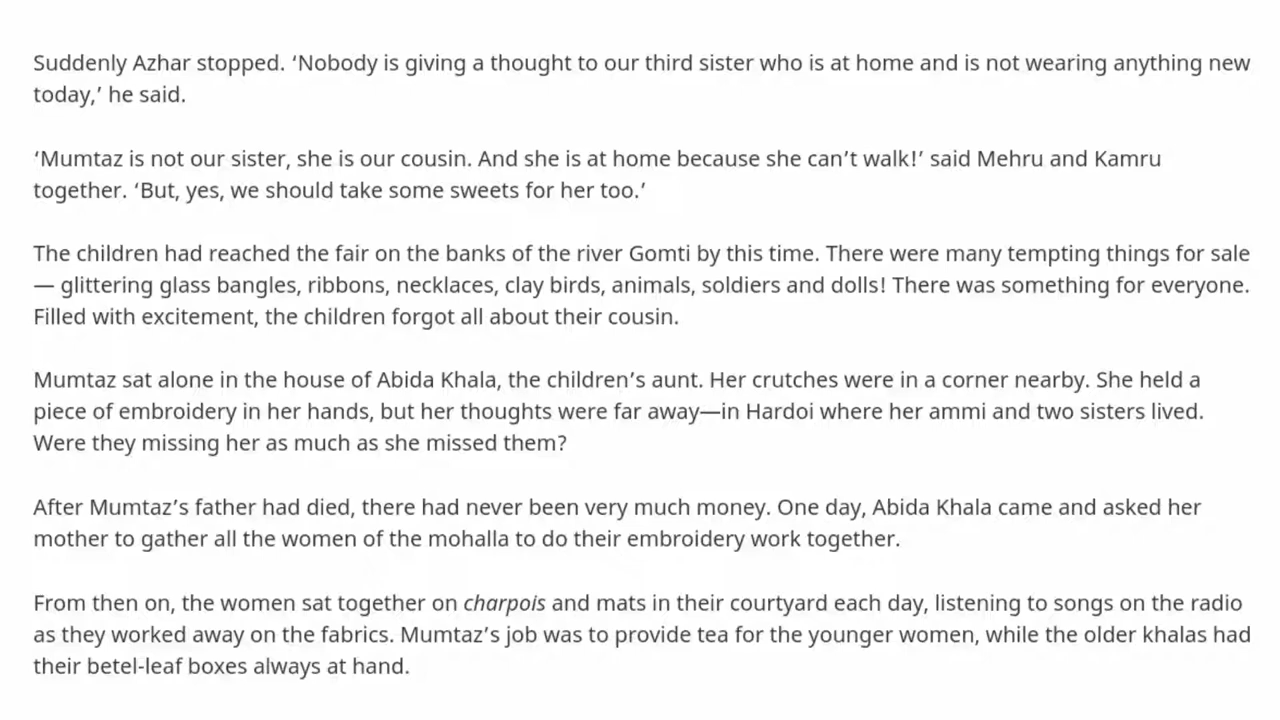 Suddenly Azhar stopped. ‘Nobody is giving a thought to our third sister who is at home and is not wearing anything new
today,’ he said.
‘Mumtaz is not our sister, she is our cousin. And she is at home because she can’t walk!’ said Mehru and Kamru
together. ‘But, yes, we should take some sweets for her too.’
The children had reached the fair on the banks of the river Gomti by this time. There were many tempting things for sale
— glittering glass bangles, ribbons, necklaces, clay birds, animals, soldiers and dolls! There was something for everyone.
Filled with excitement, the children forgot all about their cousin.
Mumtaz sat alone in the house of Abida Khala, the children’s aunt. Her crutches were in a corner nearby. She held a
piece of embroidery in her hands, but her thoughts were far away—in Hardoi where her ammi and two sisters lived.
Were they missing her as much as she missed them?
After Mumtaz’s father had died, there had never been very much money. One day, Abida Khala came and asked her
mother to gather all the women of the mohalla to do their embroidery work together.
From then on, the women sat together on charpois and mats in their courtyard each day, listening to songs on the radio
as they worked away on the fabrics. Mumtaz’s job was to provide tea for the younger women, while the older khalas had
their betel-leaf boxes always at hand.